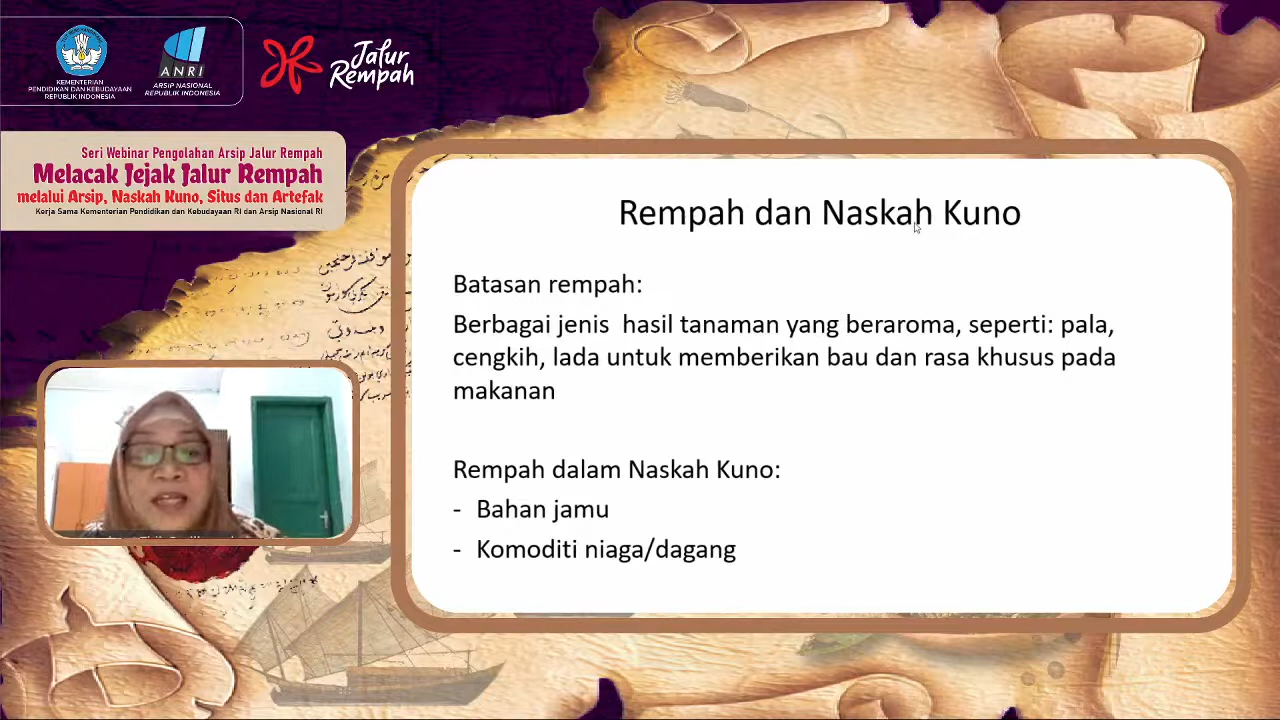 KEMENTERIAN
PENDIDIKAN DAN KEBUDAYAAN
REPUBLIK INDONESIA
ANRI
ARSIP NASIONAL
REPUBLIK INDONESIA
Jalur
Rempah
Seri Webinar Pengolahan Arsip Jalur Rempah
Melacak Jejak Jalur Rempah
melalui Arsip, Naskah Kuno, Situs dan Artefak
Kerja Sama Kementerian Pendidikan dan Kebudayaan RI dan Arsip Nasional RI
Rempah dan Naskah Kuno
Batasan rempah:
Berbagai jenis hasil tanaman yang beraroma, seperti: pala,
cengkih, lada untuk memberikan bau dan rasa khusus pada
makanan
Rempah dalam Naskah Kuno:
- Bahan jamu
- Komoditi niaga/dagang